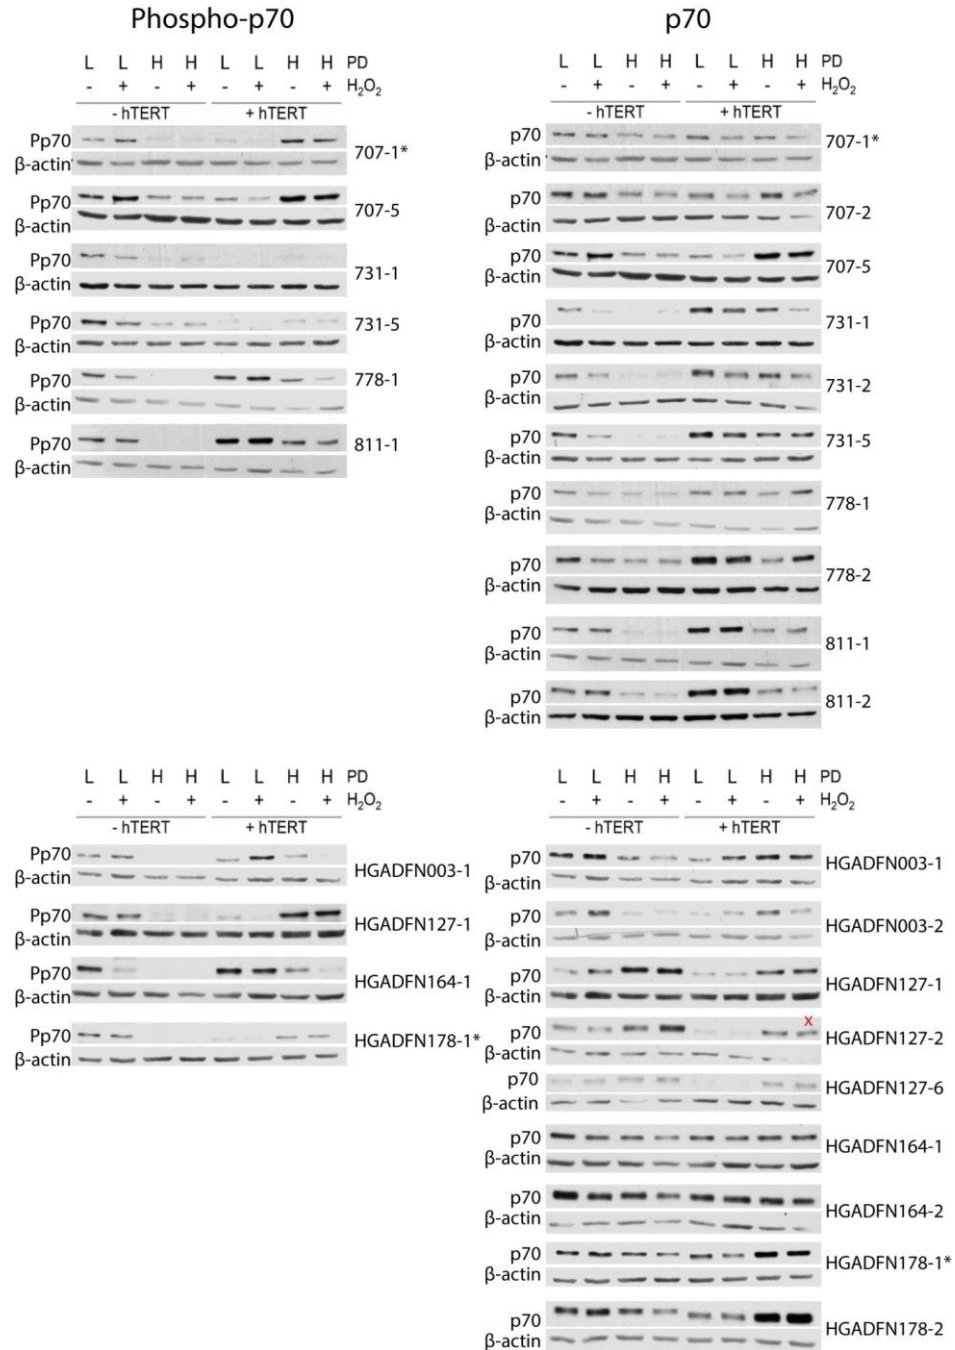 Phospho-p70
L L H H L L H H PD
- + - + - + - + H₂O₂
- hTERT + hTERT
Pp70
β-actin
707-1*
Pp70
β-actin
707-5
Pp70
β-actin
731-1
Pp70
β-actin
731-5
Pp70
β-actin
778-1
Pp70
β-actin
811-1
p70
L L H H L L H H PD
- + - + - + - + H₂O₂
- hTERT + hTERT
p70
β-actin
707-1*
p70
β-actin
707-2
p70
β-actin
707-5
p70
β-actin
731-1
p70
β-actin
731-2
p70
β-actin
731-5
p70
β-actin
778-1
p70
β-actin
778-2
p70
β-actin
811-1
p70
β-actin
811-2
L L H H L L H H PD
- + - + - + - + H₂O₂
- hTERT + hTERT
Pp70
β-actin
HGADFN003-1
Pp70
β-actin
HGADFN127-1
Pp70
β-actin
HGADFN164-1
Pp70
β-actin
HGADFN178-1*
L L H H L L H H PD
- + - + - + - + H₂O₂
- hTERT + hTERT
p70
β-actin
HGADFN003-1
p70
β-actin
HGADFN003-2
p70
β-actin
HGADFN127-1
x
p70
β-actin
HGADFN127-2
p70
β-actin
HGADFN127-6
p70
β-actin
HGADFN164-1
p70
β-actin
HGADFN164-2
p70
β-actin
HGADFN178-1*
p70
β-actin
HGADFN178-2